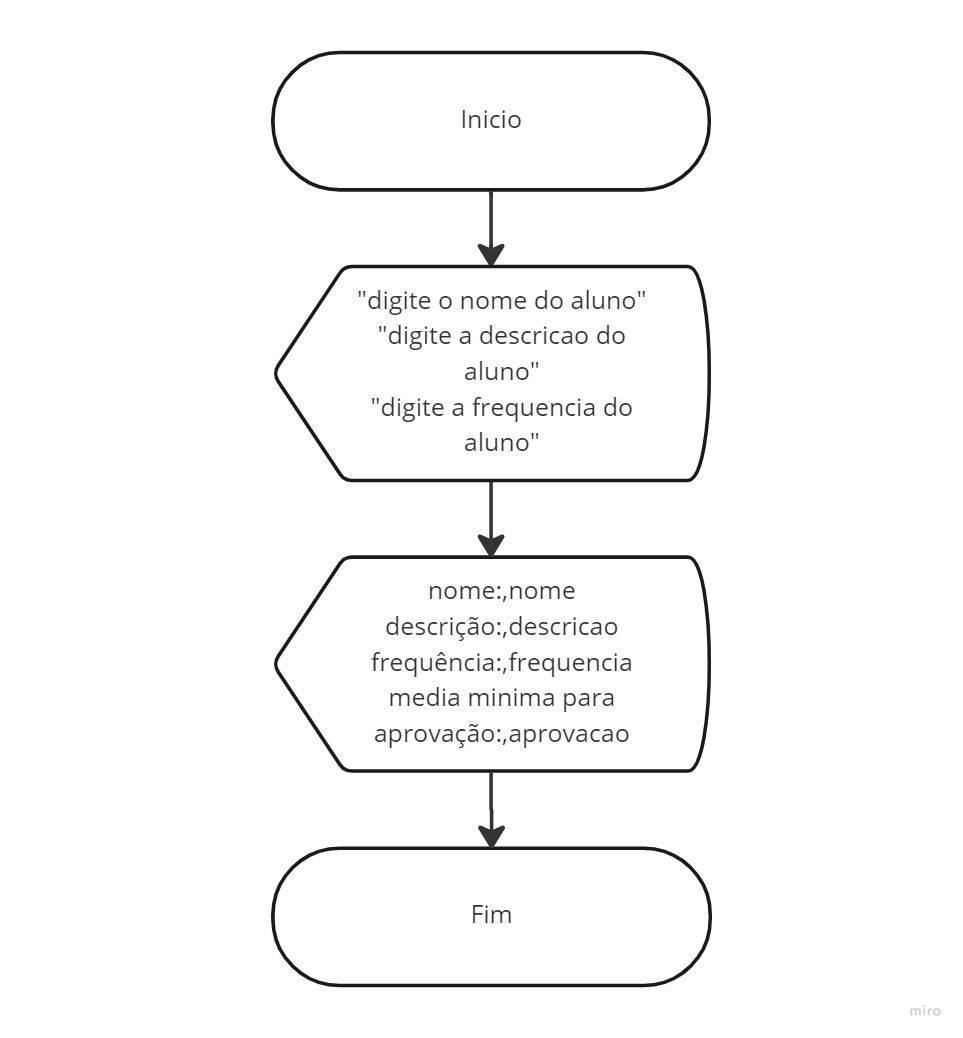 Inicio
"digite o nome do aluno"
"digite a descricao do
aluno"
"digite a frequencia do
aluno"
nome:,nome
descrição:,descricao
frequência:,frequencia
media minima para
aprovação:,aprovacao
Fim
miro